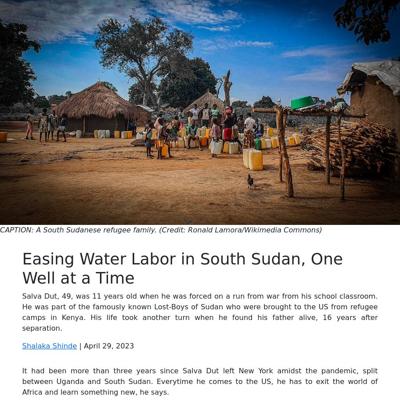 CAPTION: A South Sudanese refugee family. (Credit: Ronald Lamora/Wikimedia Commons)
Easing Water Labor in South Sudan, One
Well at a Time
Salva Dut, 49, was 11 years old when he was forced on a run from war from his school classroom.
He was part of the famously known Lost-Boys of Sudan who were brought to the US from refugee
camps in Kenya. His life took another turn when he found his father alive, 16 years after
separation.
Shalaka Shinde | April 29, 2023
It had been more than three years since Salva Dut left New York amidst the pandemic, split
between Uganda and South Sudan. Everytime he comes to the US, he has to exit the world of
Africa and learn something new, he says.